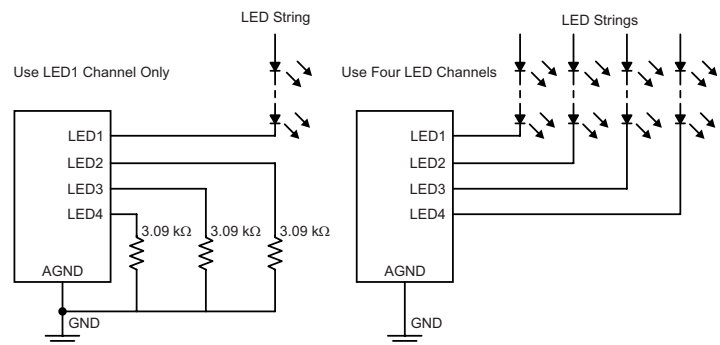 LED String
Use LED1 Channel Only
LED1
LED2
LED3
LED4
3.09 kΩ 3.09 kΩ 3.09 kΩ
AGND
GND
LED Strings
Use Four LED Channels
LED1
LED2
LED3
LED4
AGND
GND